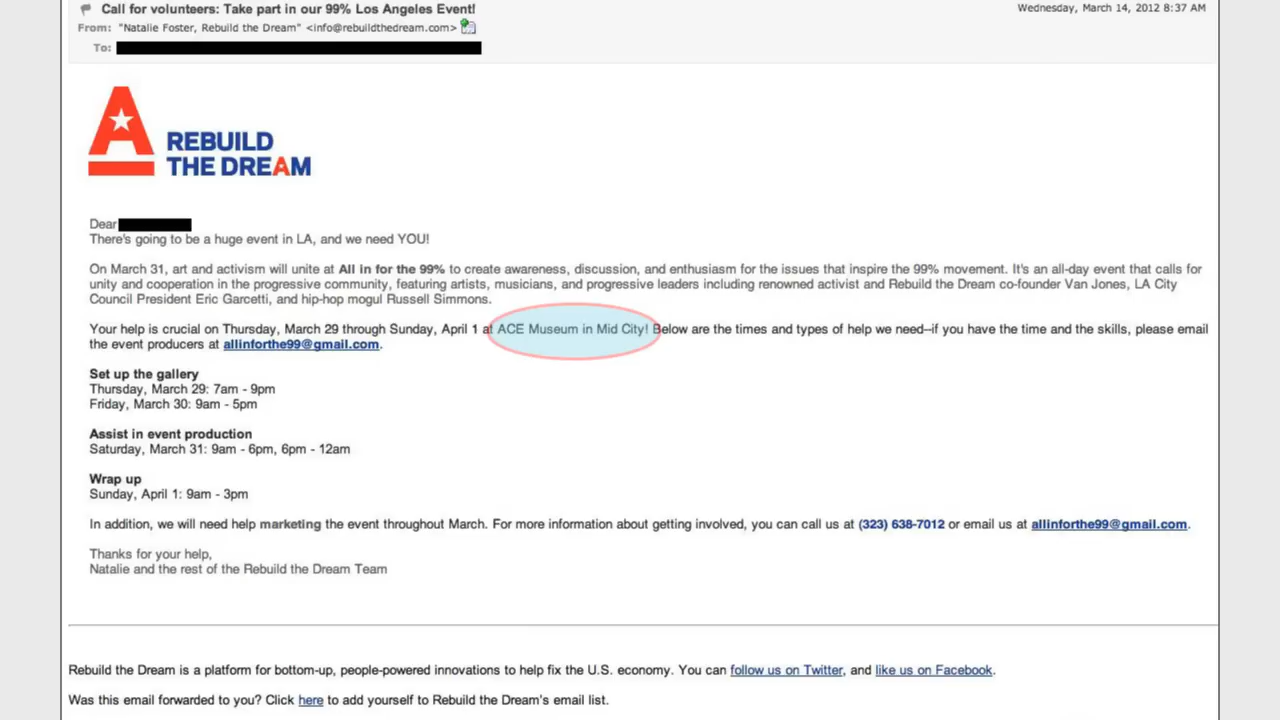 Call for volunteers: Take part in our 99% Los Angeles Event!
Wednesday, March 14, 2012 8:37 AM
From: "Natalie Foster, Rebuild the Dream" <info@rebuildthedream.com>
To:
A REBUILD
THE DREAM
Dear
There's going to be a huge event in LA, and we need YOU!
On March 31, art and activism will unite at All in for the 99% to create awareness, discussion, and enthusiasm for the issues that inspire the 99% movement. It's an all-day event that calls for
unity and cooperation in the progressive community, featuring artists, musicians, and progressive leaders including renowned activist and Rebuild the Dream co-founder Van Jones, LA City
Council President Eric Garcetti, and hip-hop mogul Russell Simmons.
Your help is crucial on Thursday, March 29 through Sunday, April 1 at ACE Museum in Mid City! Below are the times and types of help we need--if you have the time and the skills, please email
the event producers at allinforthe99@gmail.com.
Set up the gallery
Thursday, March 29: 7am - 9pm
Friday, March 30: 9am - 5pm
Assist in event production
Saturday, March 31: 9am - 6pm, 6pm - 12am
Wrap up
Sunday, April 1: 9am - 3pm
In addition, we will need help marketing the event throughout March. For more information about getting involved, you can call us at (323) 638-7012 or email us at allinforthe99@gmail.com.
Thanks for your help,
Natalie and the rest of the Rebuild the Dream Team
Rebuild the Dream is a platform for bottom-up, people-powered innovations to help fix the U.S. economy. You can follow us on Twitter, and like us on Facebook.
Was this email forwarded to you? Click here to add yourself to Rebuild the Dream's email list.